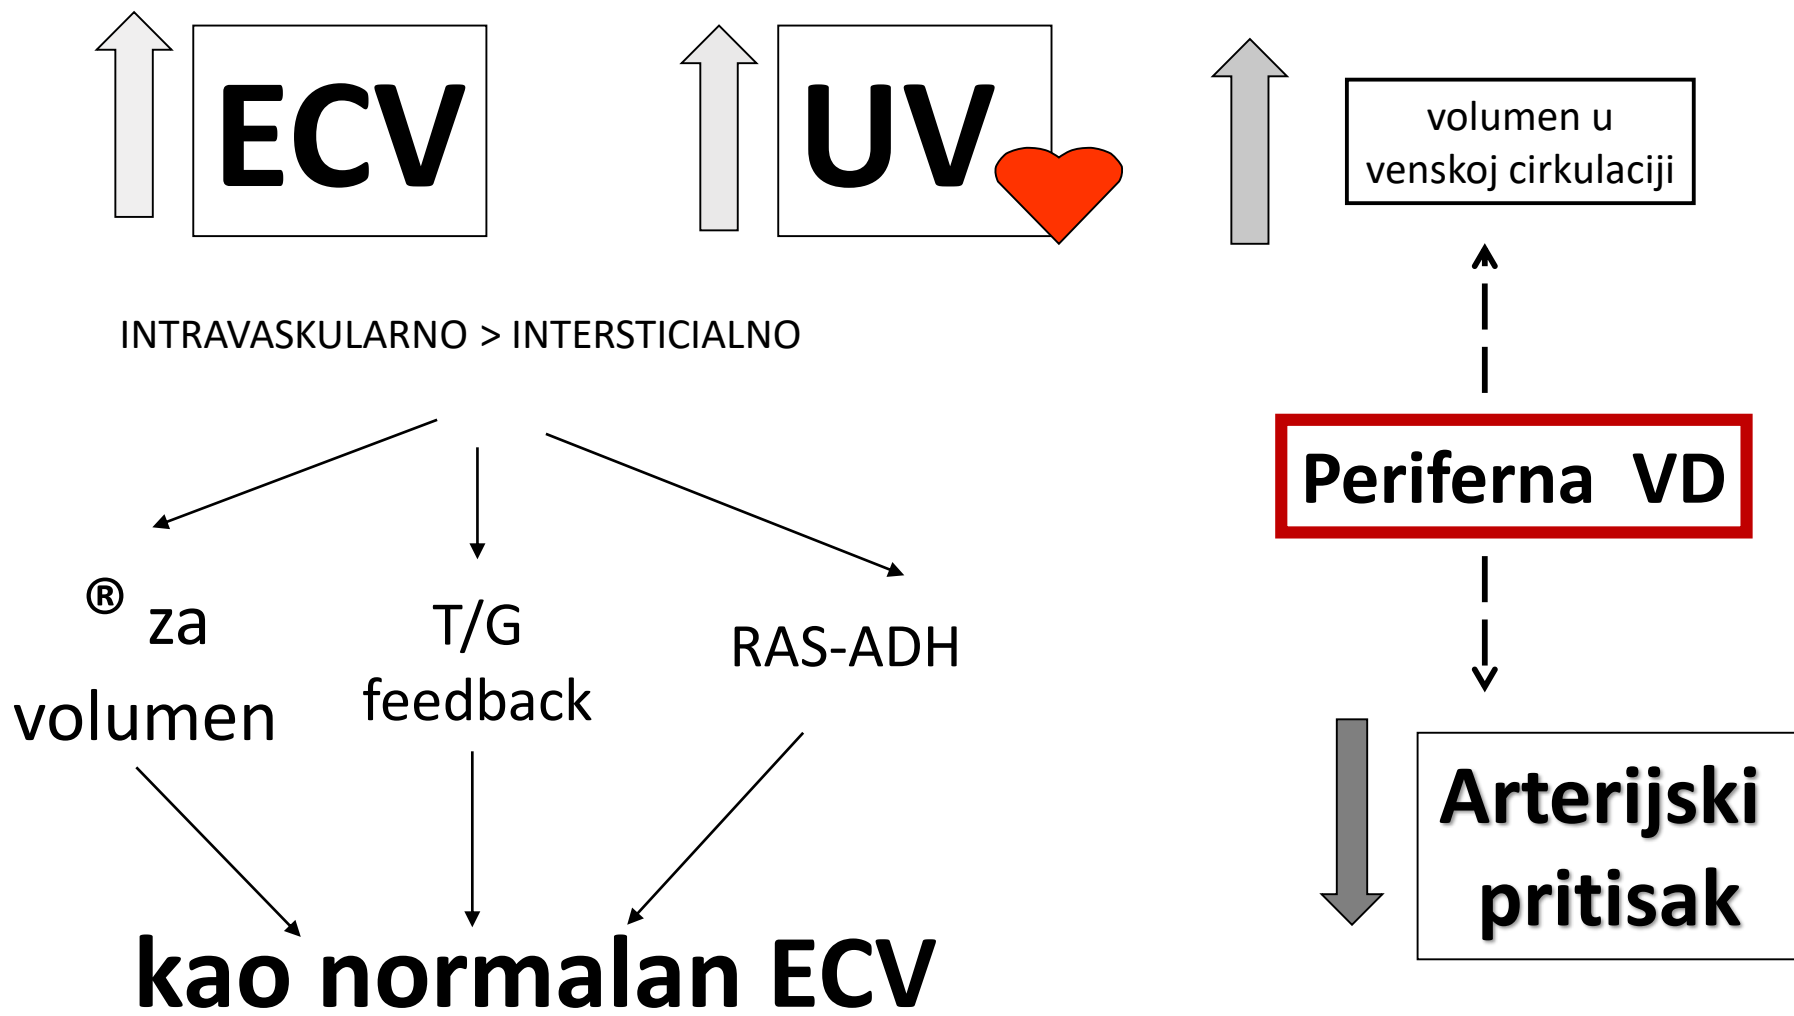 ECV
UV
volumen u
venskoj cirkulaciji
INTRAVASKULARNO > INTERSTICIALNO
Periferna VD
® za
volumen
T/G
feedback
RAS-ADH
Arterijski
pritisak
kao normalan ECV